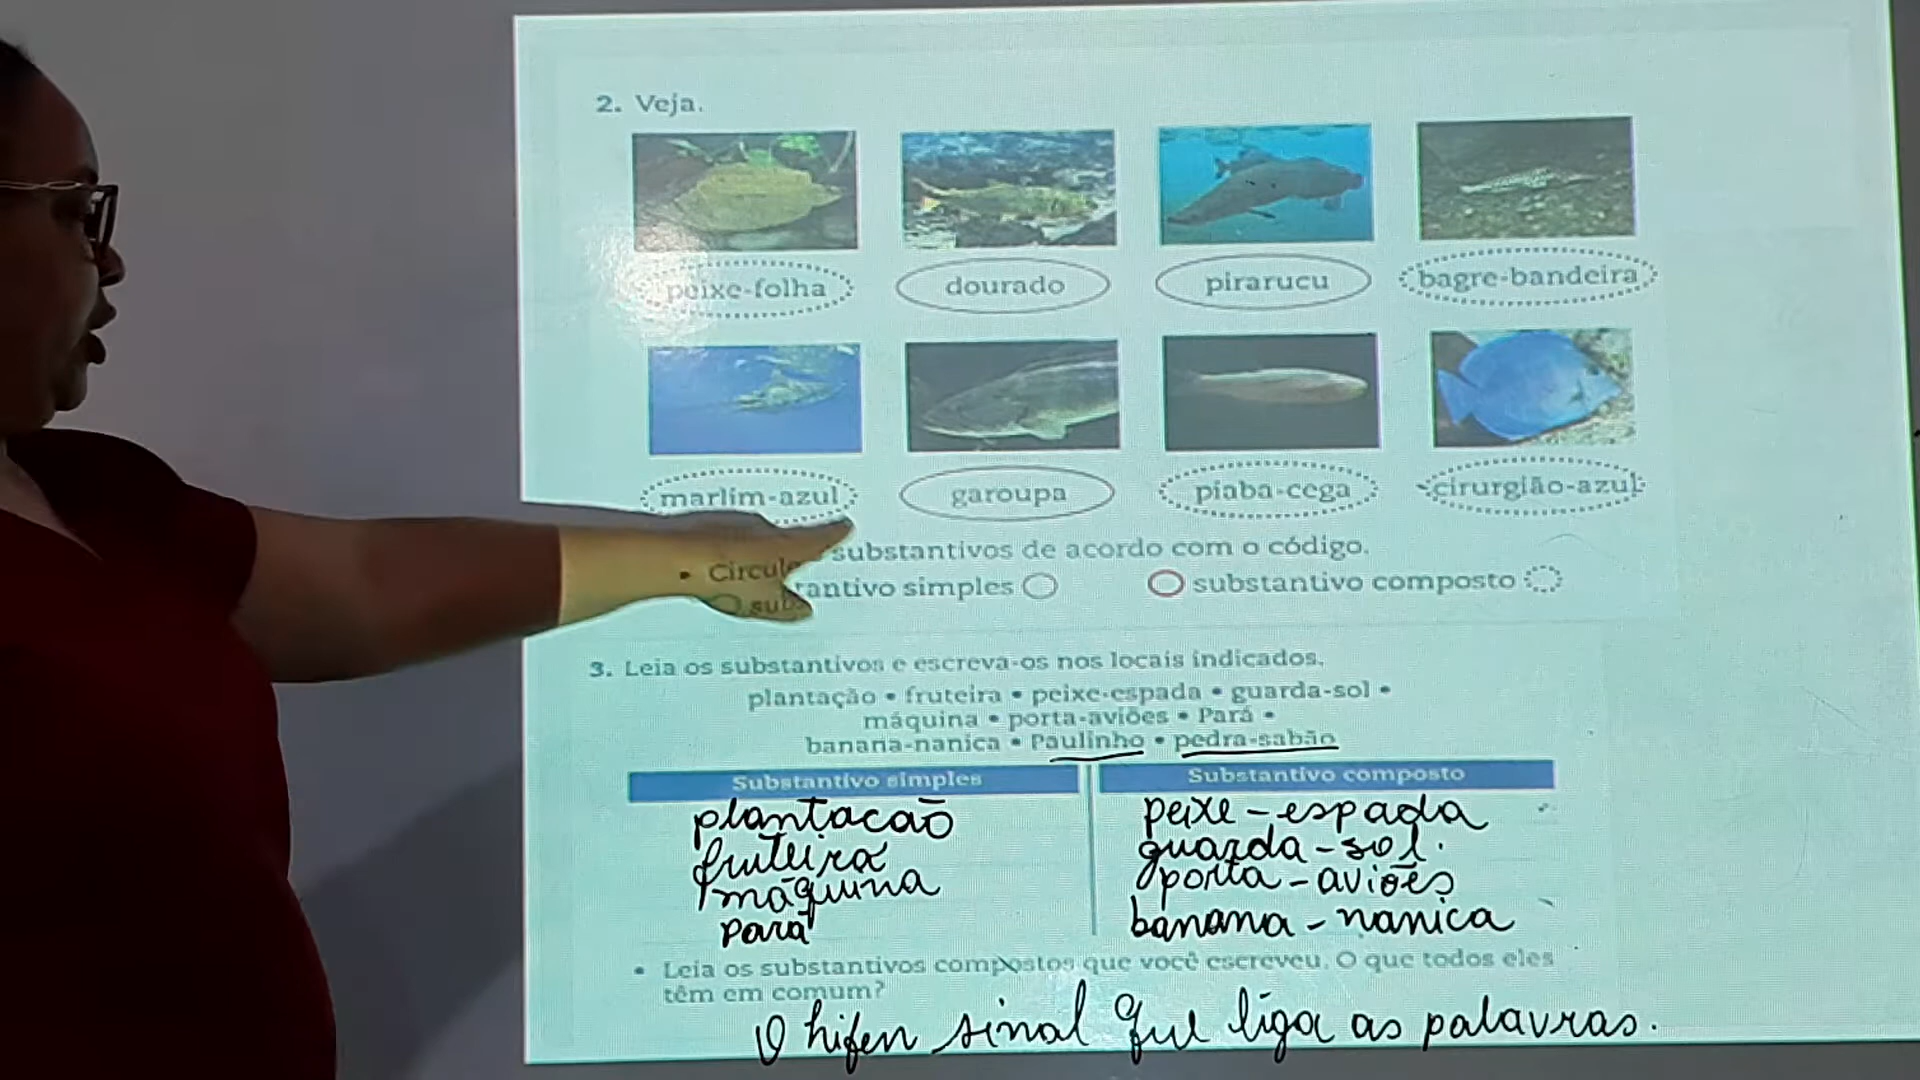 2. Veja.
peixe-folha dourado pirarucu bagre-bandeira
marlim-azul garoupa piaba-cega cirurgião-azul
• Circule substantivos de acordo com o código.
substantivo simples substantivo composto
3. Leia os substantivos e escreva-os nos locais indicados.
plantação • fruteira • peixe-espada • guarda-sol •
máquina • porta-aviões • Pará •
banana-nanica • Paulinho • pedra-sabão
Substantivo simples Substantivo composto
plantacaõ peixe-espada
fruteira guarda-sol.
máquina porta-aviões
Pará banana-nanica
• Leia os substantivos compostos que você escreveu. O que todos eles
têm em comum?
O hifen sinal que liga as palavras.